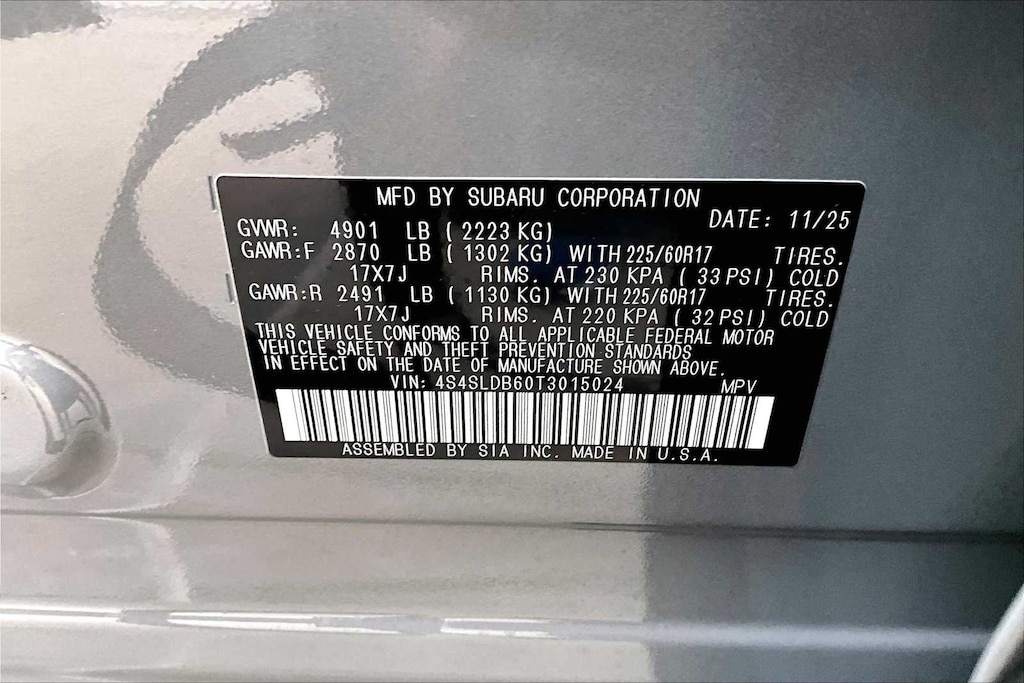 MFD BY SUBARU CORPORATION
DATE: 11/25
GVWR: 4901 LB (2223 KG)
GAWR:F 2870 LB (1302 KG) WITH 225/60R17 TIRES.
17X7J RIMS. AT 230 KPA (33 PSI) COLD
GAWR:R 2491 LB (1130 KG) WITH 225/60R17 TIRES.
17X7J RIMS. AT 220 KPA (32 PSI) COLD
THIS VEHICLE CONFORMS TO ALL APPLICABLE FEDERAL MOTOR
VEHICLE SAFETY AND THEFT PREVENTION STANDARDS
IN EFFECT ON THE DATE OF MANUFACTURE SHOWN ABOVE.
VIN: 4S4SLDB60T3015024 MPV
ASSEMBLED BY SIA INC. MADE IN U.S.A.